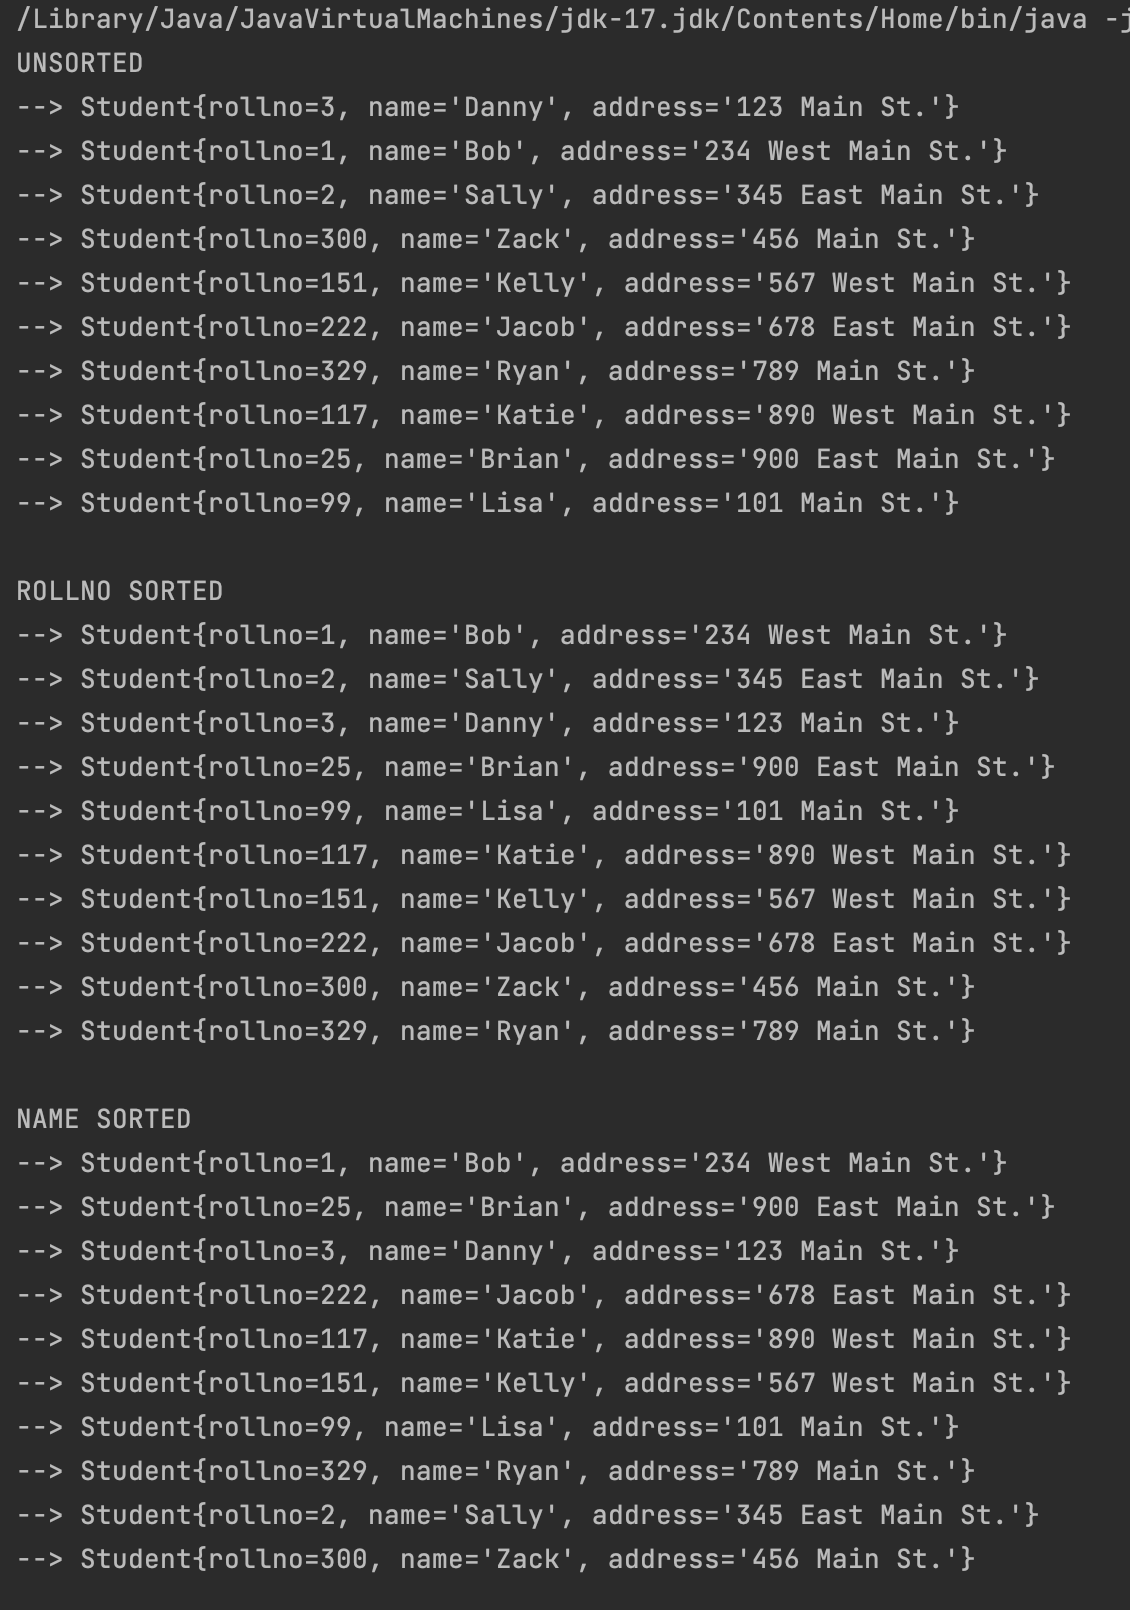 /Library/Java/JavaVirtualMachines/jdk-17.jdk/Contents/Home/bin/java -j
UNSORTED
--> Student{rollno=3, name='Danny', address='123 Main St.'}
--> Student{rollno=1, name='Bob', address='234 West Main St.'}
--> Student{rollno=2, name='Sally', address='345 East Main St.'}
--> Student{rollno=300, name='Zack', address='456 Main St.'}
--> Student{rollno=151, name='Kelly', address='567 West Main St.'}
--> Student{rollno=222, name='Jacob', address='678 East Main St.'}
--> Student{rollno=329, name='Ryan', address='789 Main St.'}
--> Student{rollno=117, name='Katie', address='890 West Main St.'}
--> Student{rollno=25, name='Brian', address='900 East Main St.'}
--> Student{rollno=99, name='Lisa', address='101 Main St.'}

ROLLNO SORTED
--> Student{rollno=1, name='Bob', address='234 West Main St.'}
--> Student{rollno=2, name='Sally', address='345 East Main St.'}
--> Student{rollno=3, name='Danny', address='123 Main St.'}
--> Student{rollno=25, name='Brian', address='900 East Main St.'}
--> Student{rollno=99, name='Lisa', address='101 Main St.'}
--> Student{rollno=117, name='Katie', address='890 West Main St.'}
--> Student{rollno=151, name='Kelly', address='567 West Main St.'}
--> Student{rollno=222, name='Jacob', address='678 East Main St.'}
--> Student{rollno=300, name='Zack', address='456 Main St.'}
--> Student{rollno=329, name='Ryan', address='789 Main St.'}

NAME SORTED
--> Student{rollno=1, name='Bob', address='234 West Main St.'}
--> Student{rollno=25, name='Brian', address='900 East Main St.'}
--> Student{rollno=3, name='Danny', address='123 Main St.'}
--> Student{rollno=222, name='Jacob', address='678 East Main St.'}
--> Student{rollno=117, name='Katie', address='890 West Main St.'}
--> Student{rollno=151, name='Kelly', address='567 West Main St.'}
--> Student{rollno=99, name='Lisa', address='101 Main St.'}
--> Student{rollno=329, name='Ryan', address='789 Main St.'}
--> Student{rollno=2, name='Sally', address='345 East Main St.'}
--> Student{rollno=300, name='Zack', address='456 Main St.'}